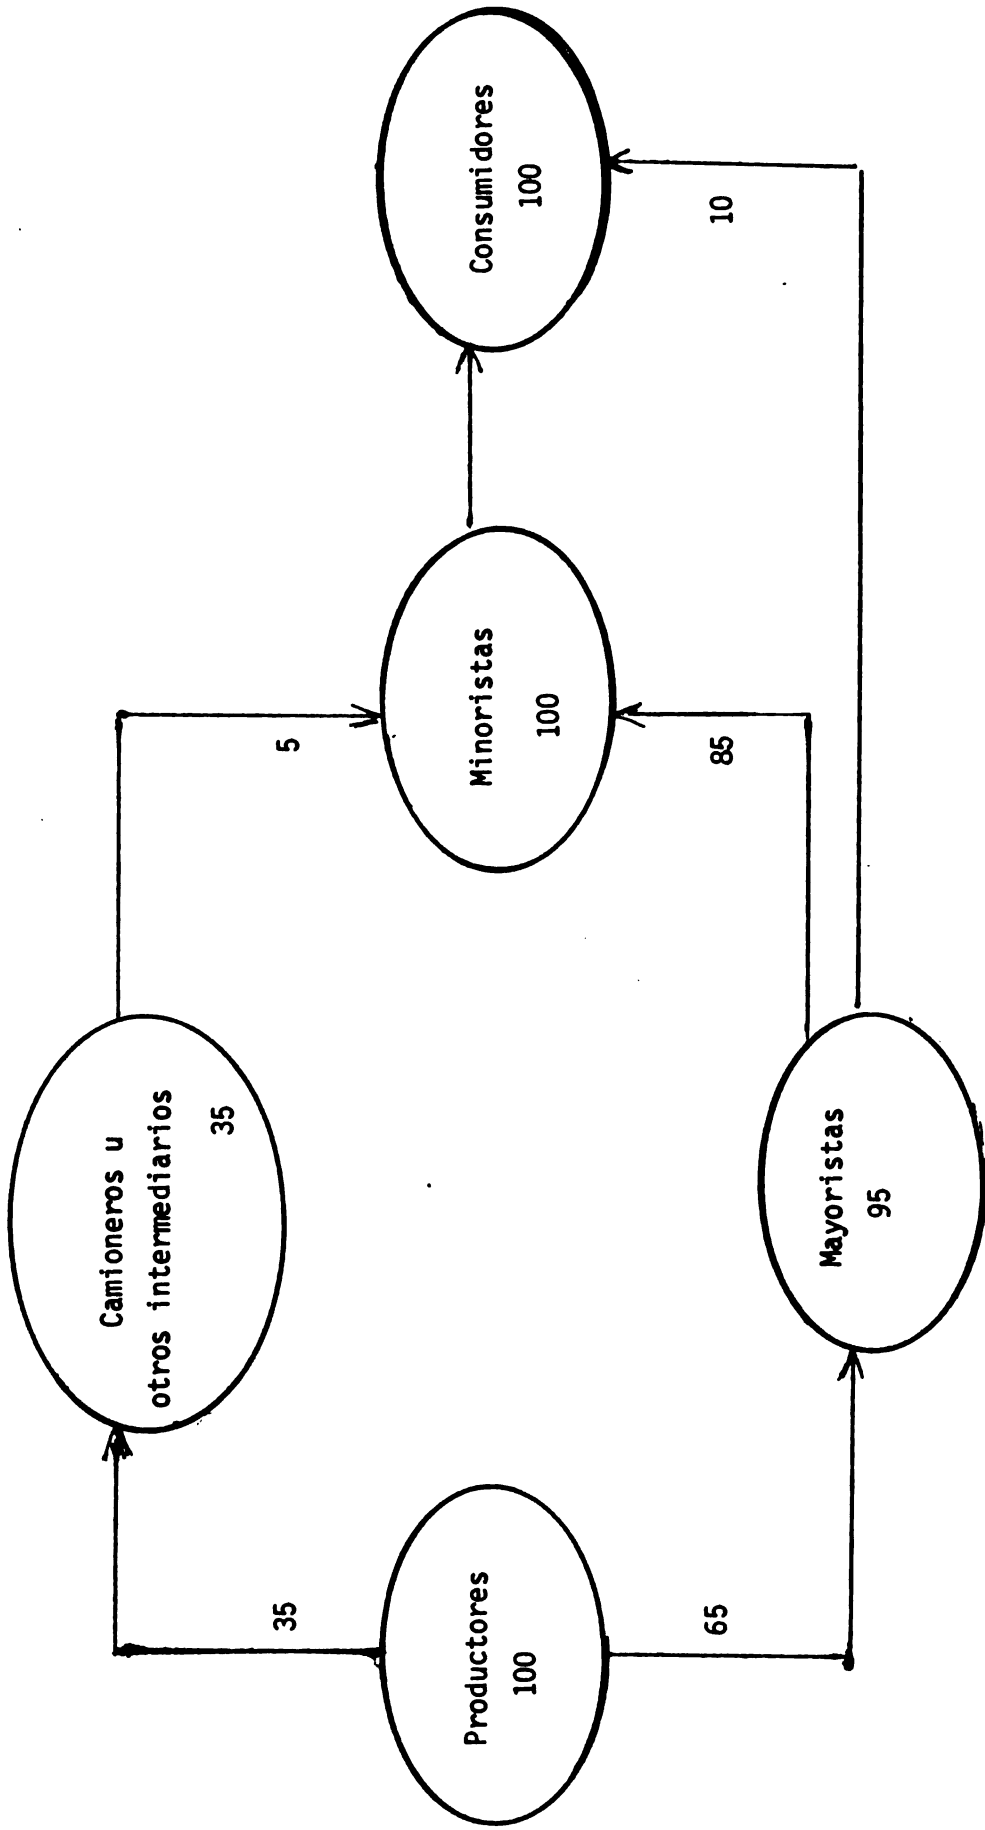 Camioneros u
otros intermediarios
35
35
5
Productores
100
Minoristas
100
Consumidores
100
65
85
10
Mayoristas
95